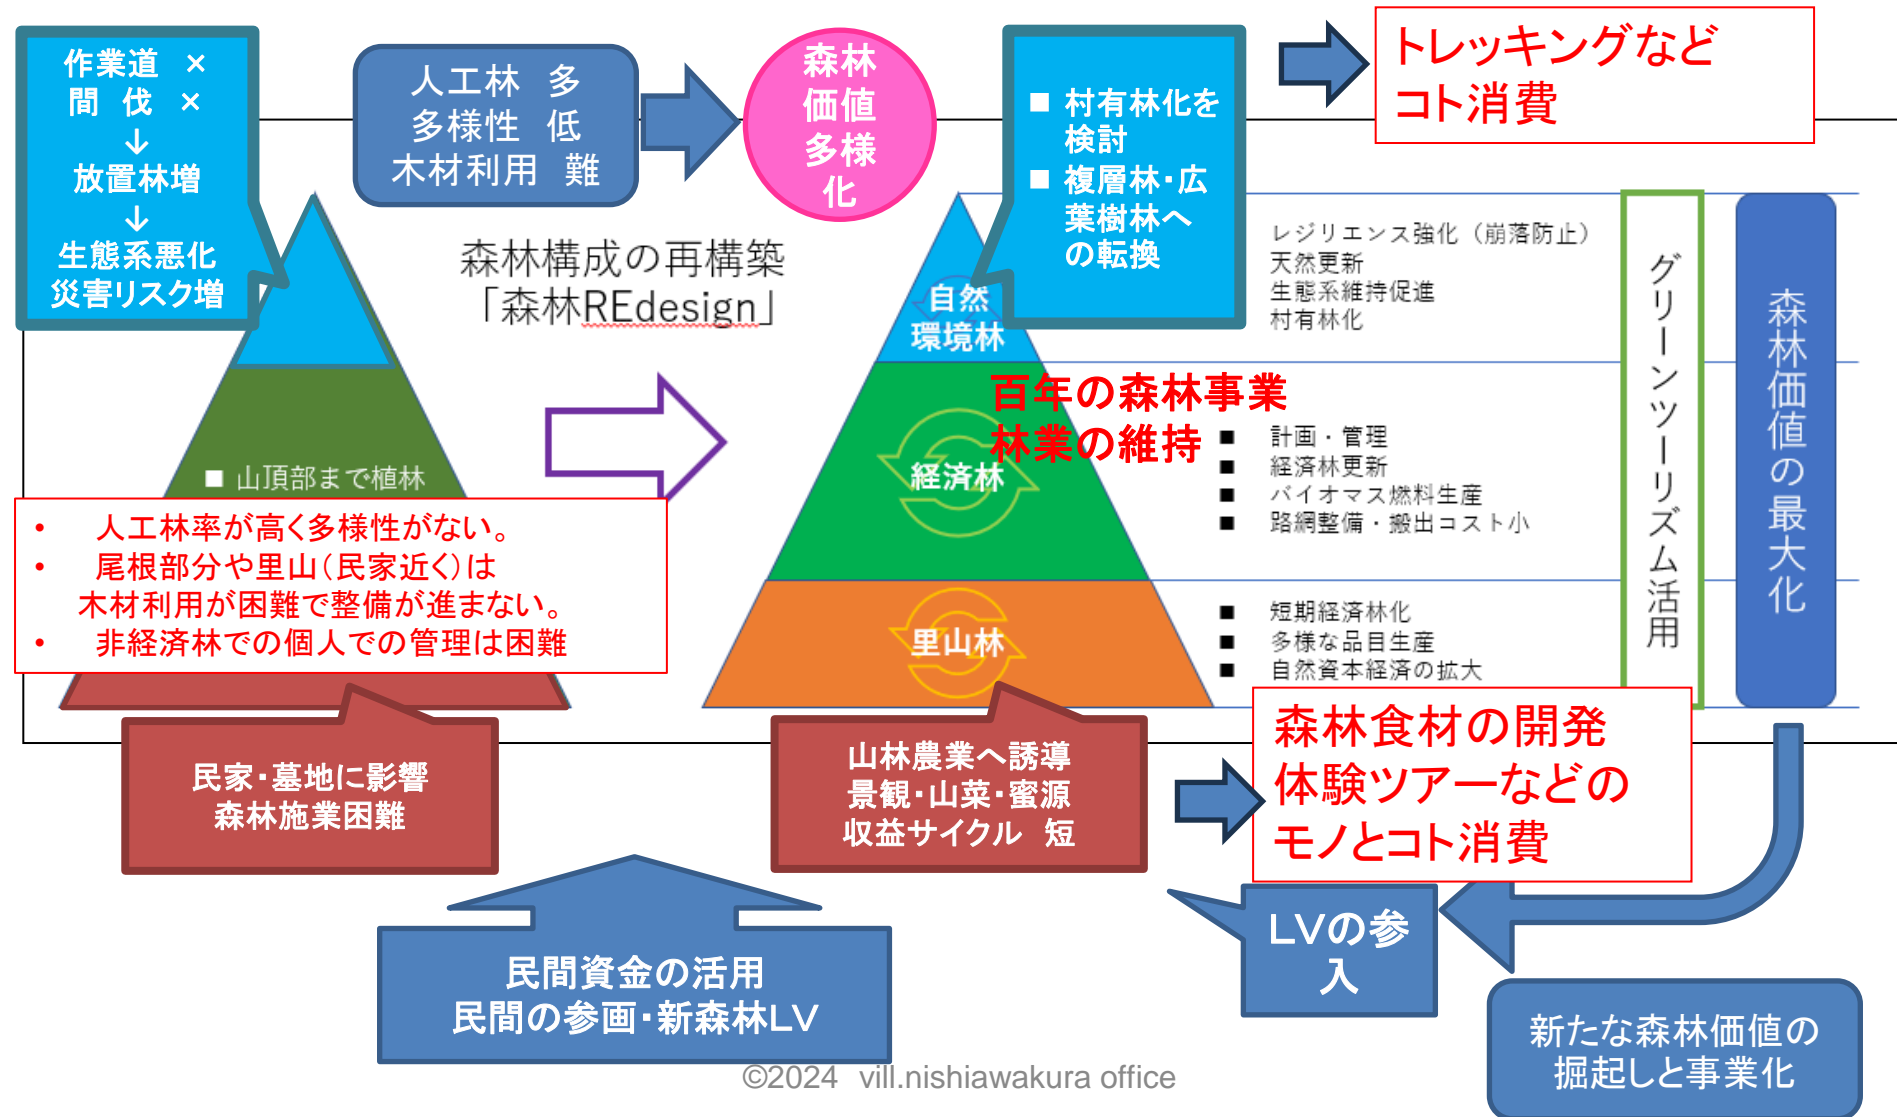 作業道 ×
間 伐 ×
↓
放置林増
↓
生態系悪化
災害リスク増
人工林 多
多様性 低
木材利用 難
森林
価値
多様
化
■ 村有林化を
検討
■ 複層林・広
葉樹林へ
の転換
トレッキングなど
コト消費
森林構成の再構築
「森林REdesign」
■ 山頂部まで植林
• 人工林率が高く多様性がない。
• 尾根部分や里山（民家近く）は
木材利用が困難で整備が進まない。
• 非経済林での個人での管理は困難
民家・墓地に影響
森林施業困難
自然
環境林
経済林
里山林
百年の森林事業
林業の維持
レジリエンス強化（崩落防止）
天然更新
生態系維持促進
村有林化
■ 計画・管理
■ 経済林更新
■ バイオマス燃料生産
■ 路網整備・搬出コスト小
■ 短期経済林化
■ 多様な品目生産
■ 自然資本経済の拡大
グリーンツーリズム活用
森林価値の最大化
山林農業へ誘導
景観・山菜・蜜源
収益サイクル 短
森林食材の開発
体験ツアーなどの
モノとコト消費
民間資金の活用
民間の参画・新森林LV
LVの参
入
新たな森林価値の
掘起しと事業化
©2024 vill.nishiawakura office